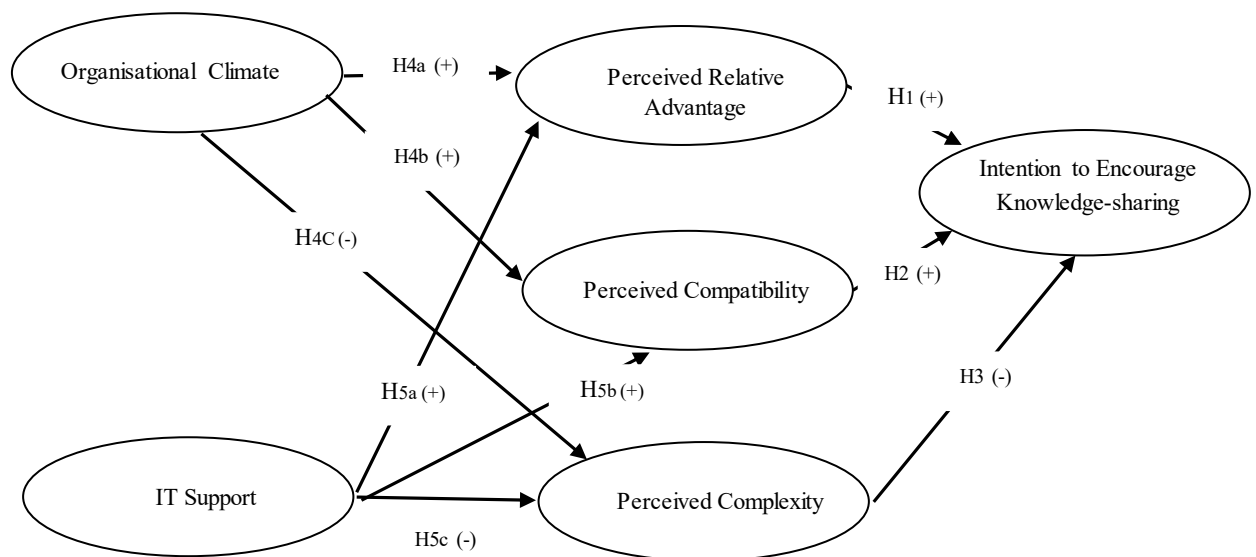 Organisational Climate
H4a (+)
Perceived Relative
Advantage
H1 (+)
H4b (+)
Intention to Encourage
Knowledge-sharing
H4C (-)
Perceived Compatibility
H2 (+)
H5a (+)
H5b (+)
H3 (-)
IT Support
Perceived Complexity
H5c (-)